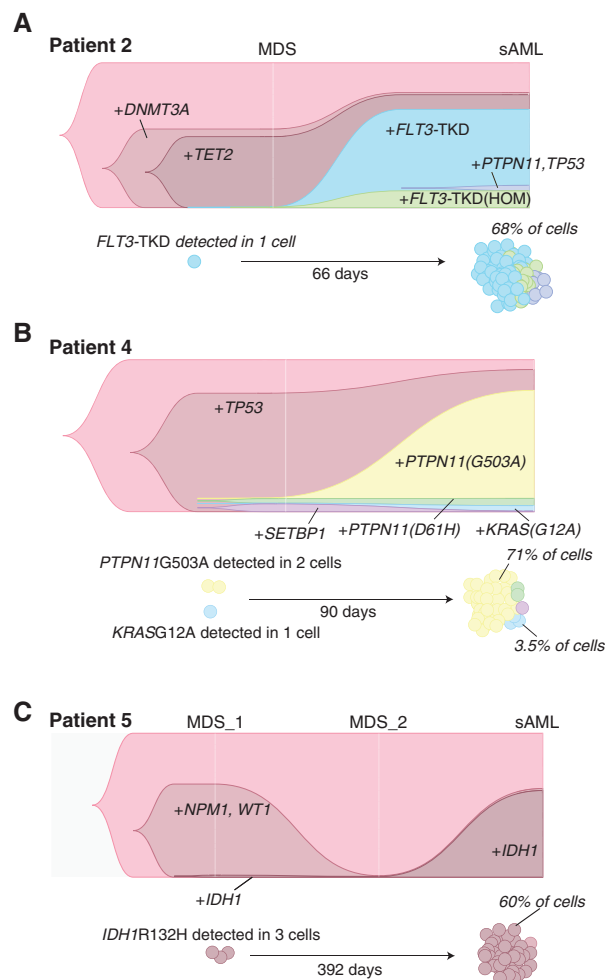 A
Patient 2
MDS
sAML
+DNMT3A
+TET2
+FLT3-TKD
+PTPN11,TP53
+FLT3-TKD(HOM)
FLT3-TKD detected in 1 cell
66 days
68% of cells
B
Patient 4
+TP53
+PTPN11(G503A)
+SETBP1
+PTPN11(D61H)
+KRAS(G12A)
PTPN11G503A detected in 2 cells
71% of cells
90 days
KRASG12A detected in 1 cell
3.5% of cells
C
Patient 5
MDS_1
MDS_2
sAML
+NPM1, WT1
+IDH1
+IDH1
60% of cells
IDH1R132H detected in 3 cells
392 days